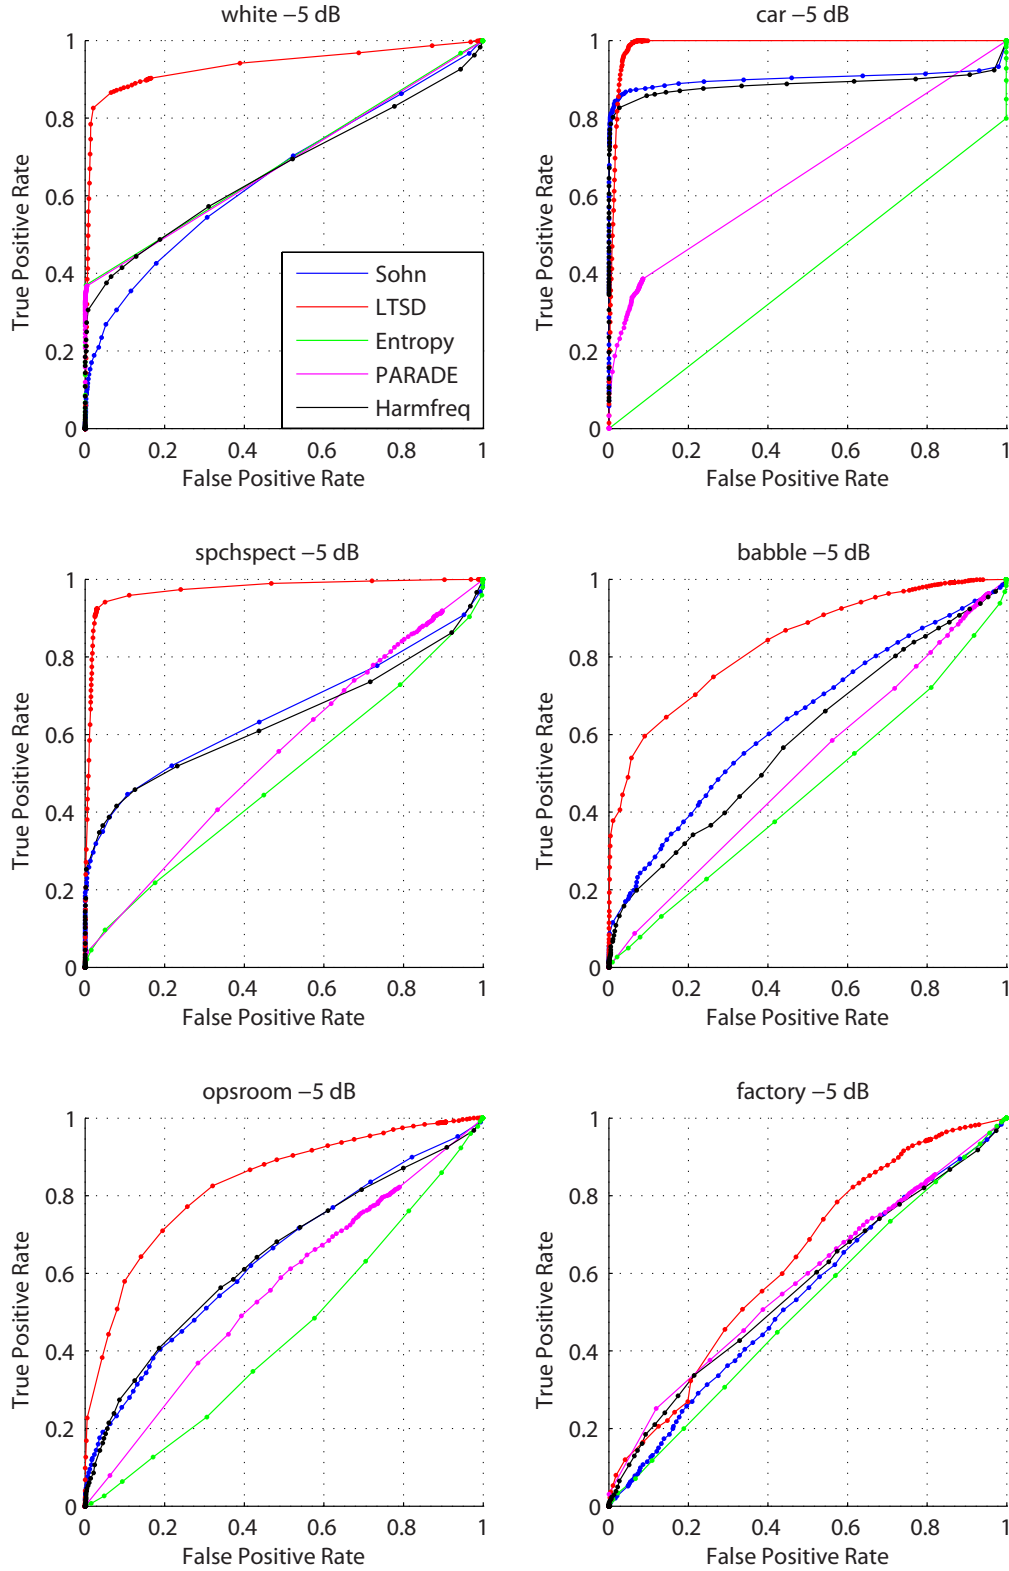 white −5 dB
1
0.8
0.6
0.4
0.2
0
True Positive Rate
Sohn
LTSD
Entropy
PARADE
Harmfreq
0 0.2 0.4 0.6 0.8 1
False Positive Rate
car −5 dB
1
0.8
0.6
0.4
0.2
0
True Positive Rate
0 0.2 0.4 0.6 0.8 1
False Positive Rate
spchspect −5 dB
1
0.8
0.6
0.4
0.2
0
True Positive Rate
0 0.2 0.4 0.6 0.8 1
False Positive Rate
babble −5 dB
1
0.8
0.6
0.4
0.2
0
True Positive Rate
0 0.2 0.4 0.6 0.8 1
False Positive Rate
opsroom −5 dB
1
0.8
0.6
0.4
0.2
0
True Positive Rate
0 0.2 0.4 0.6 0.8 1
False Positive Rate
factory −5 dB
1
0.8
0.6
0.4
0.2
0
True Positive Rate
0 0.2 0.4 0.6 0.8 1
False Positive Rate